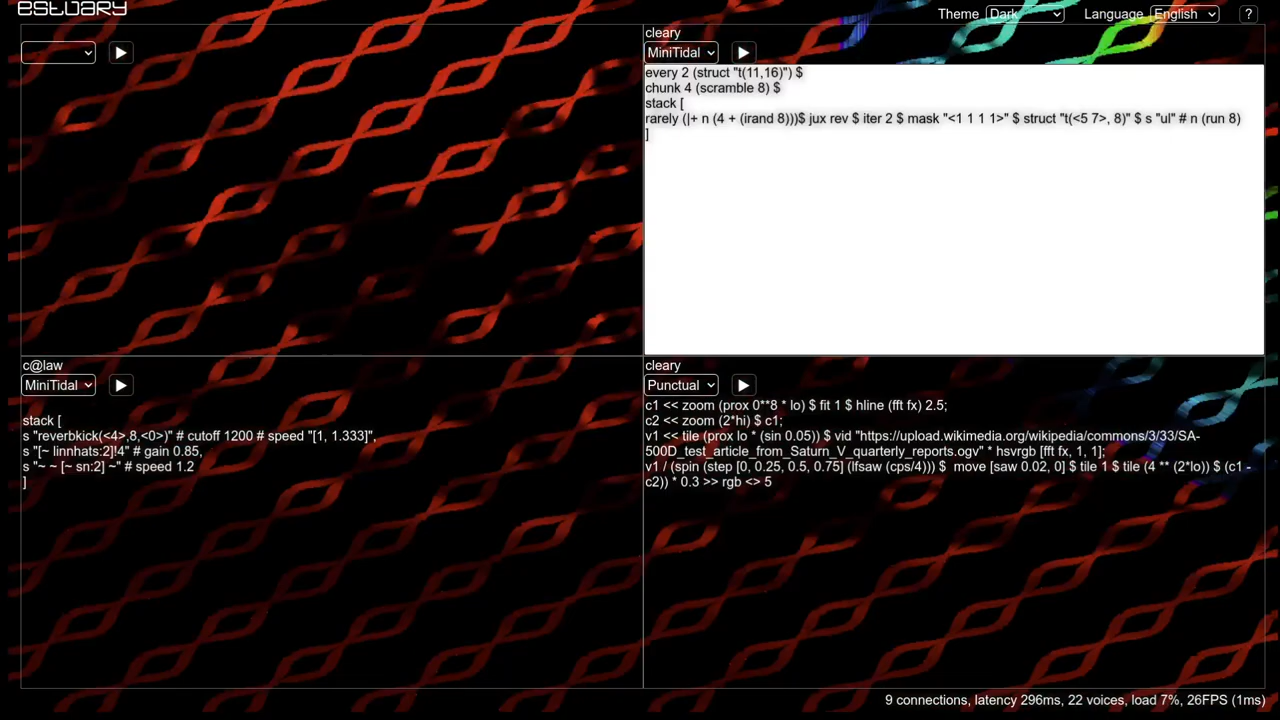 estuary
Theme Dark Language English ?
cleary
MiniTidal
every 2 (struct "t(11,16)") $
chunk 4 (scramble 8) $
stack [
rarely (|+ n (4 + (irand 8)))$ jux rev $ iter 2 $ mask "<1 1 1 1>" $ struct "t(<5 7>, 8)" $ s "ul" # n (run 8)
]
c@law
MiniTidal
stack [
s "reverbkick(<4>,8,<0>)" # cutoff 1200 # speed "[1, 1.333]",
s "[~ linnhats:2]!4" # gain 0.85,
s "~ ~ [~ sn:2] ~" # speed 1.2
]
cleary
Punctual
c1 << zoom (prox 0**8 * lo) $ fit 1 $ hline (fft fx) 2.5;
c2 << zoom (2*hi) $ c1;
v1 << tile (prox lo * (sin 0.05)) $ vid "https://upload.wikimedia.org/wikipedia/commons/3/33/SA-
500D_test_article_from_Saturn_V_quarterly_reports.ogv" * hsvrgb [fft fx, 1, 1];
v1 / (spin (step [0, 0.25, 0.5, 0.75] (lfsaw (cps/4))) $  move [saw 0.02, 0] $ tile 1 $ tile (4 ** (2*lo)) $ (c1 -
c2)) * 0.3 >> rgb <> 5
9 connections, latency 296ms, 22 voices, load 7%, 26FPS (1ms)